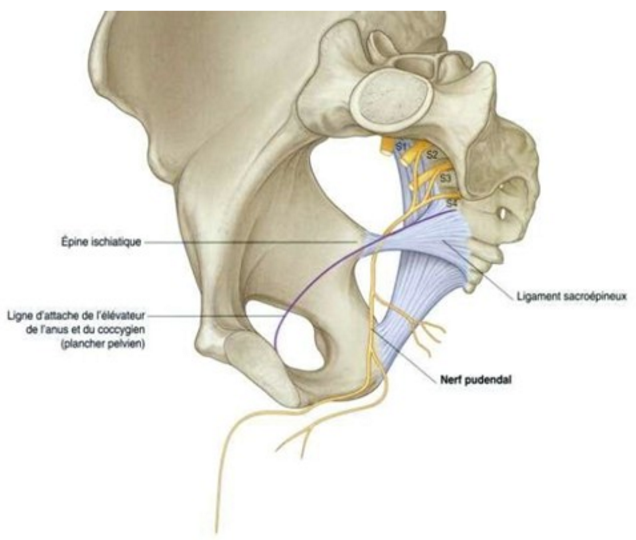 S1
S2
S3
S4
Épine ischiatique
Ligament sacroépineux
Ligne d'attache de l'élévateur
de l'anus et du coccygien
(plancher pelvien)
Nerf pudendal